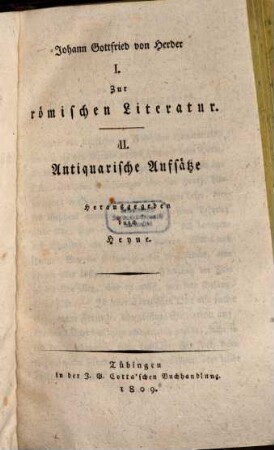 Johann Gottfried von Herder
I.
Zur
römischen Literatur.
II.
Antiquarische Aufsätze
Herausgegeben
durch
Heyne.
Tübingen
in der J. G. Cotta'schen Buchhandlung.
1809.